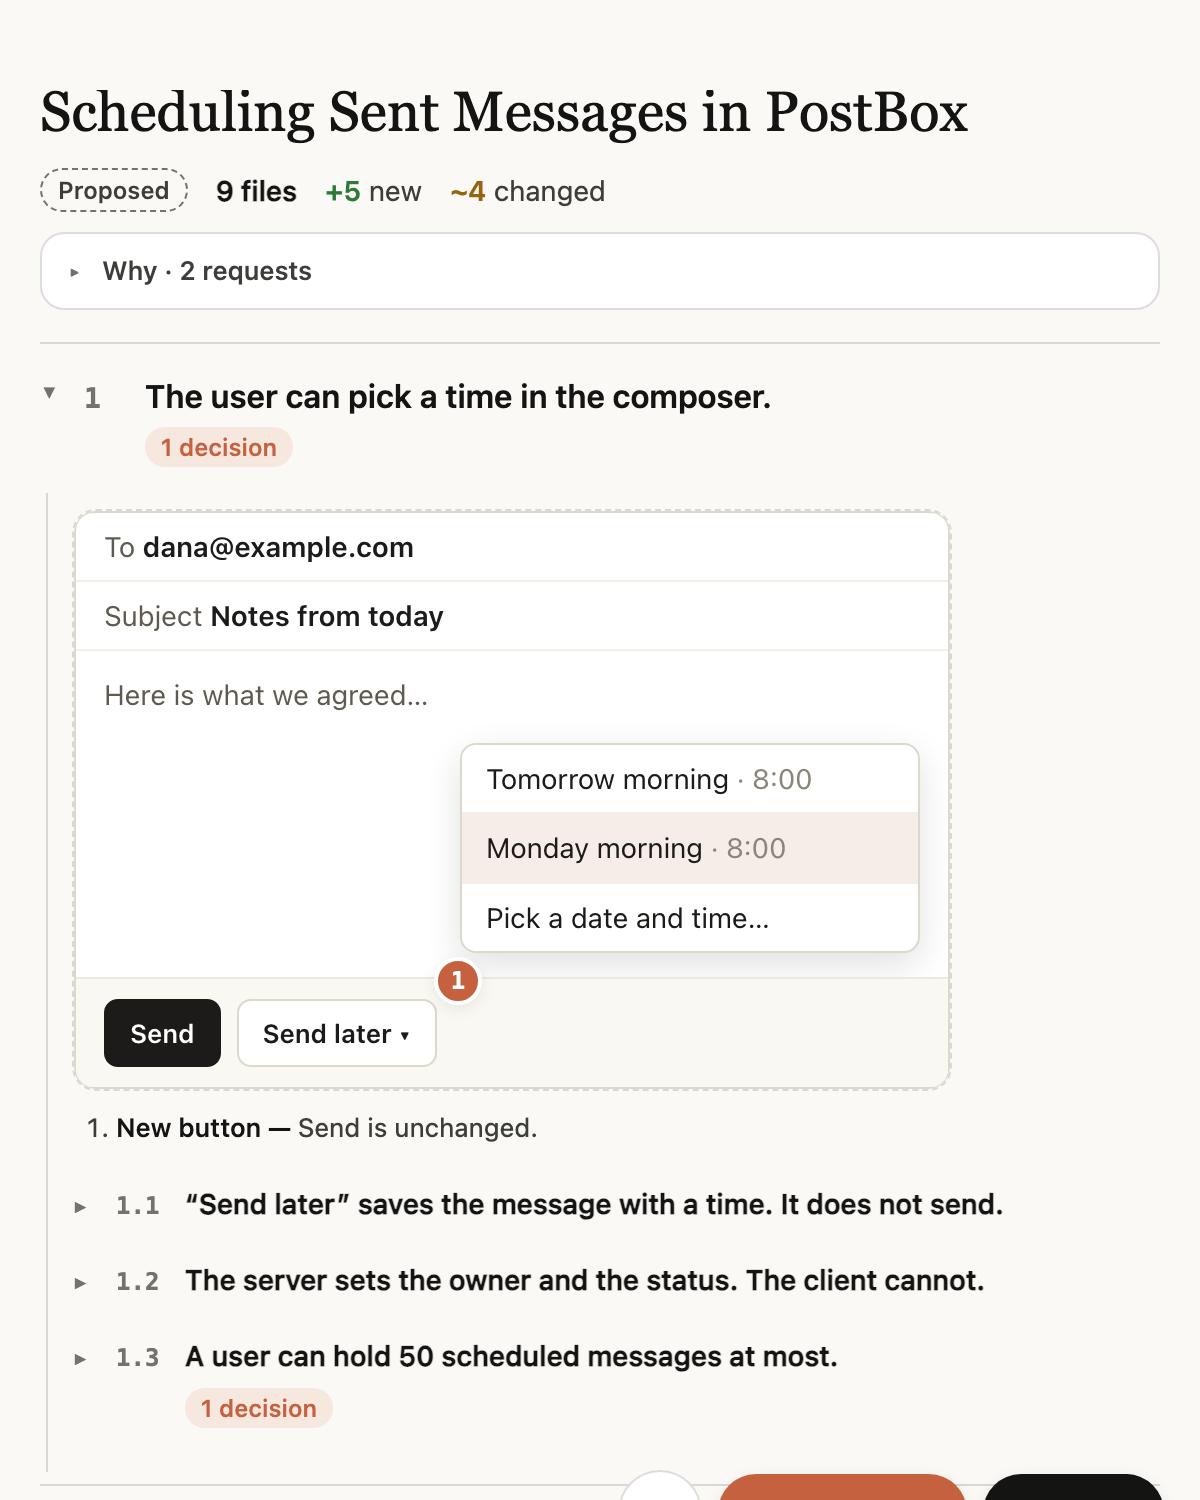 Scheduling Sent Messages in PostBox
Proposed 9 files +5 new ~4 changed
▸ Why · 2 requests
▼ 1 The user can pick a time in the composer.
1 decision
To dana@example.com
Subject Notes from today
Here is what we agreed...
Tomorrow morning · 8:00
Monday morning · 8:00
Pick a date and time...
1
Send Send later ▾
1. New button — Send is unchanged.
▸ 1.1 “Send later” saves the message with a time. It does not send.
▸ 1.2 The server sets the owner and the status. The client cannot.
▸ 1.3 A user can hold 50 scheduled messages at most.
1 decision